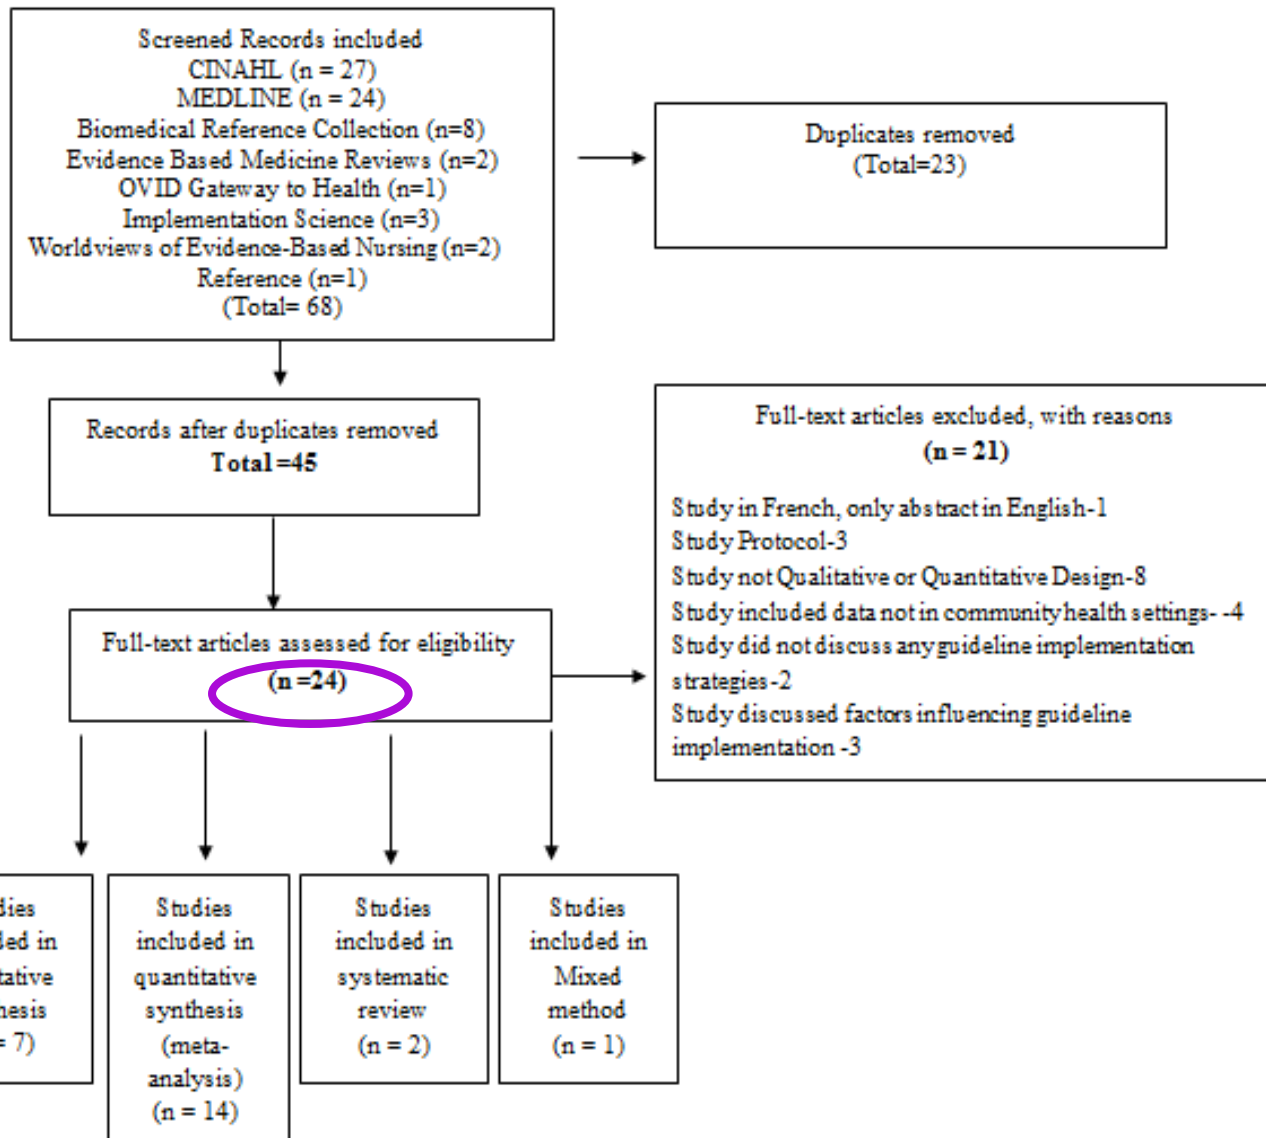 Screened Records included
CINAHL (n = 27)
MEDLINE (n = 24)
Biomedical Reference Collection (n=8)
Evidence Based Medicine Reviews (n=2)
OVID Gateway to Health (n=1)
Implementation Science (n=3)
Worldviews of Evidence-Based Nursing (n=2)
Reference (n=1)
(Total= 68)
Duplicates removed
(Total=23)
Records after duplicates removed
Total =45
Full-text articles excluded, with reasons
(n = 21)
Study in French, only abstract in English-1
Study Protocol-3
Study not Qualitative or Quantitative Design-8
Study included data not in community health settings- -4
Study did not discuss any guideline implementation
strategies-2
Study discussed factors influencing guideline
implementation -3
Full-text articles assessed for eligibility
(n =24)
= 7)
Studies
included in
quantitative
synthesis
(meta-
analysis)
(n = 14)
Studies
included in
systematic
review
(n = 2)
Studies
included in
Mixed
method
(n = 1)